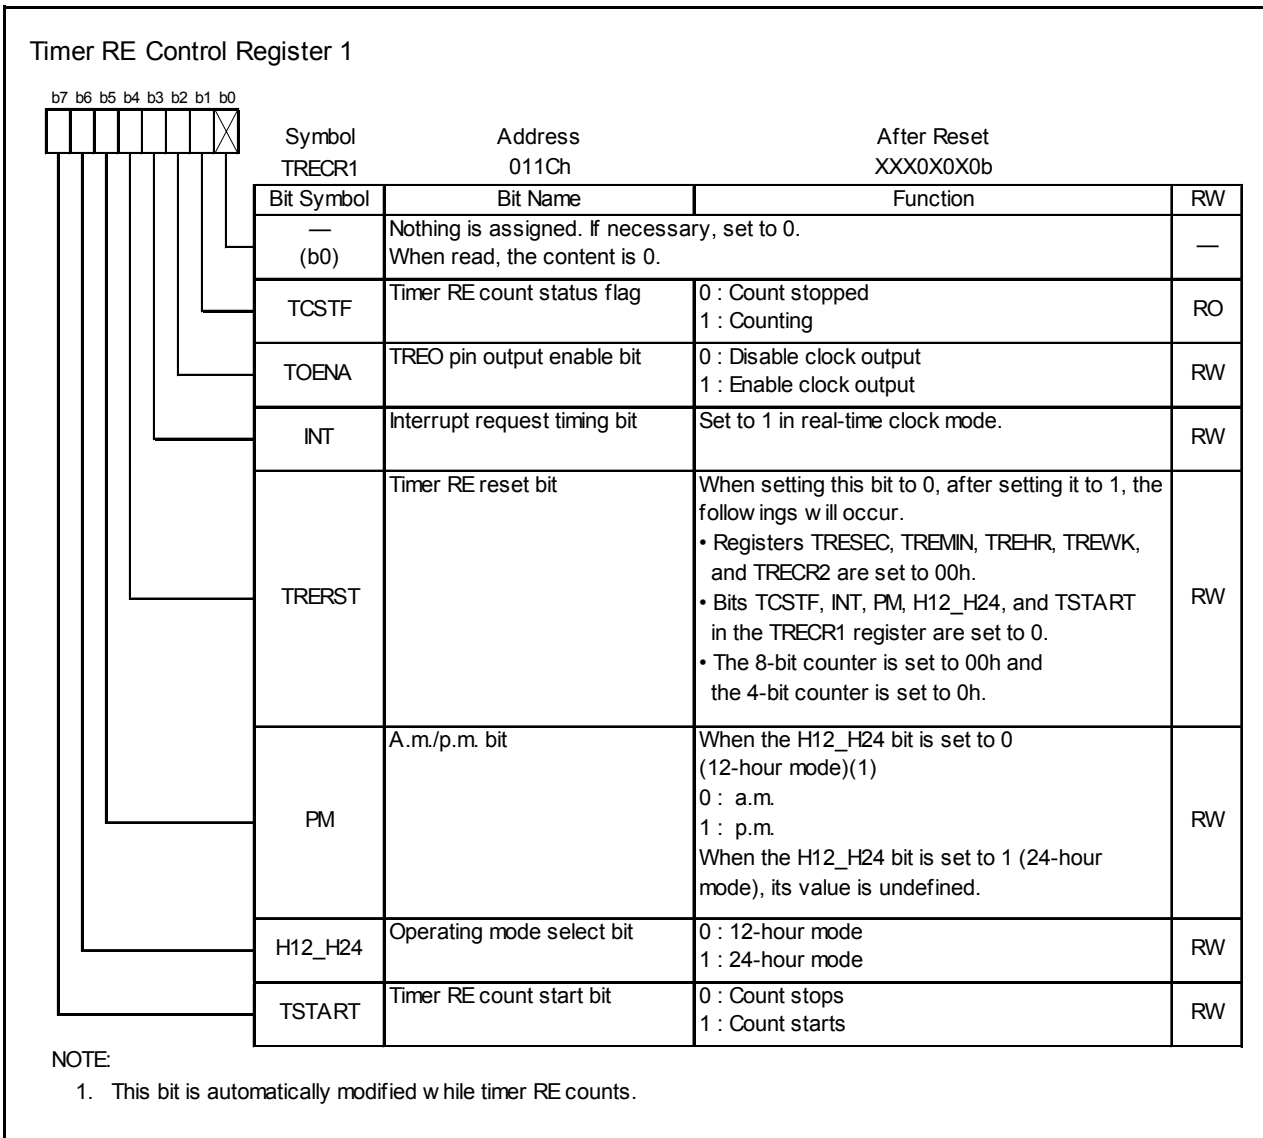 Timer RE Control Register 1
b7 b6 b5 b4 b3 b2 b1 b0
Symbol Address After Reset
TRECR1 011Ch XXX0X0X0b
Bit Symbol Bit Name Function RW
—
(b0)
Nothing is assigned. If necessary, set to 0.
When read, the content is 0.
—
TCSTF
Timer RE count status flag
0 : Count stopped
1 : Counting
RO
TOENA
TREO pin output enable bit
0 : Disable clock output
1 : Enable clock output
RW
INT
Interrupt request timing bit
Set to 1 in real-time clock mode.
RW
TRERST
Timer RE reset bit
When setting this bit to 0, after setting it to 1, the
followings will occur.
• Registers TRESEC, TREMIN, TREHR, TREWK,
and TRECR2 are set to 00h.
• Bits TCSTF, INT, PM, H12_H24, and TSTART
in the TRECR1 register are set to 0.
• The 8-bit counter is set to 00h and
the 4-bit counter is set to 0h.
RW
PM
A.m./p.m. bit
When the H12_H24 bit is set to 0
(12-hour mode)(1)
0 : a.m.
1 : p.m.
When the H12_H24 bit is set to 1 (24-hour
mode), its value is undefined.
RW
H12_H24
Operating mode select bit
0 : 12-hour mode
1 : 24-hour mode
RW
TSTART
Timer RE count start bit
0 : Count stops
1 : Count starts
RW
NOTE:
1. This bit is automatically modified while timer RE counts.